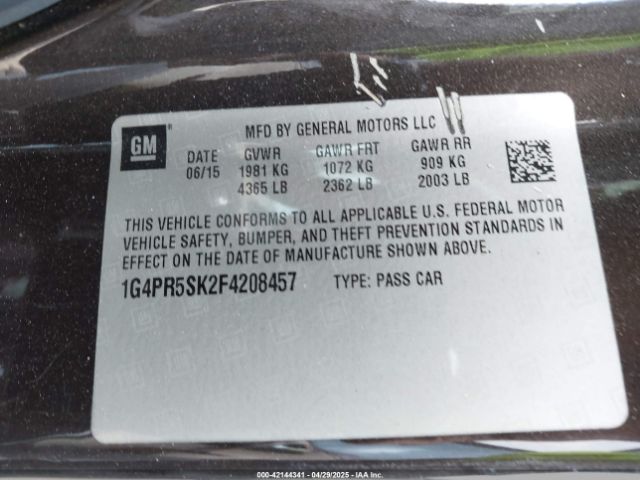 GM ®
MFD BY GENERAL MOTORS LLC
DATE GVWR GAWR FRT GAWR RR
06/15 1981 KG 1072 KG 909 KG
4365 LB 2362 LB 2003 LB
THIS VEHICLE CONFORMS TO ALL APPLICABLE U.S. FEDERAL MOTOR
VEHICLE SAFETY, BUMPER, AND THEFT PREVENTION STANDARDS IN
EFFECT ON THE DATE OF MANUFACTURE SHOWN ABOVE.
1G4PR5SK2F4208457 TYPE: PASS CAR
000-42144341 - 04/29/2025 - IAA Inc.